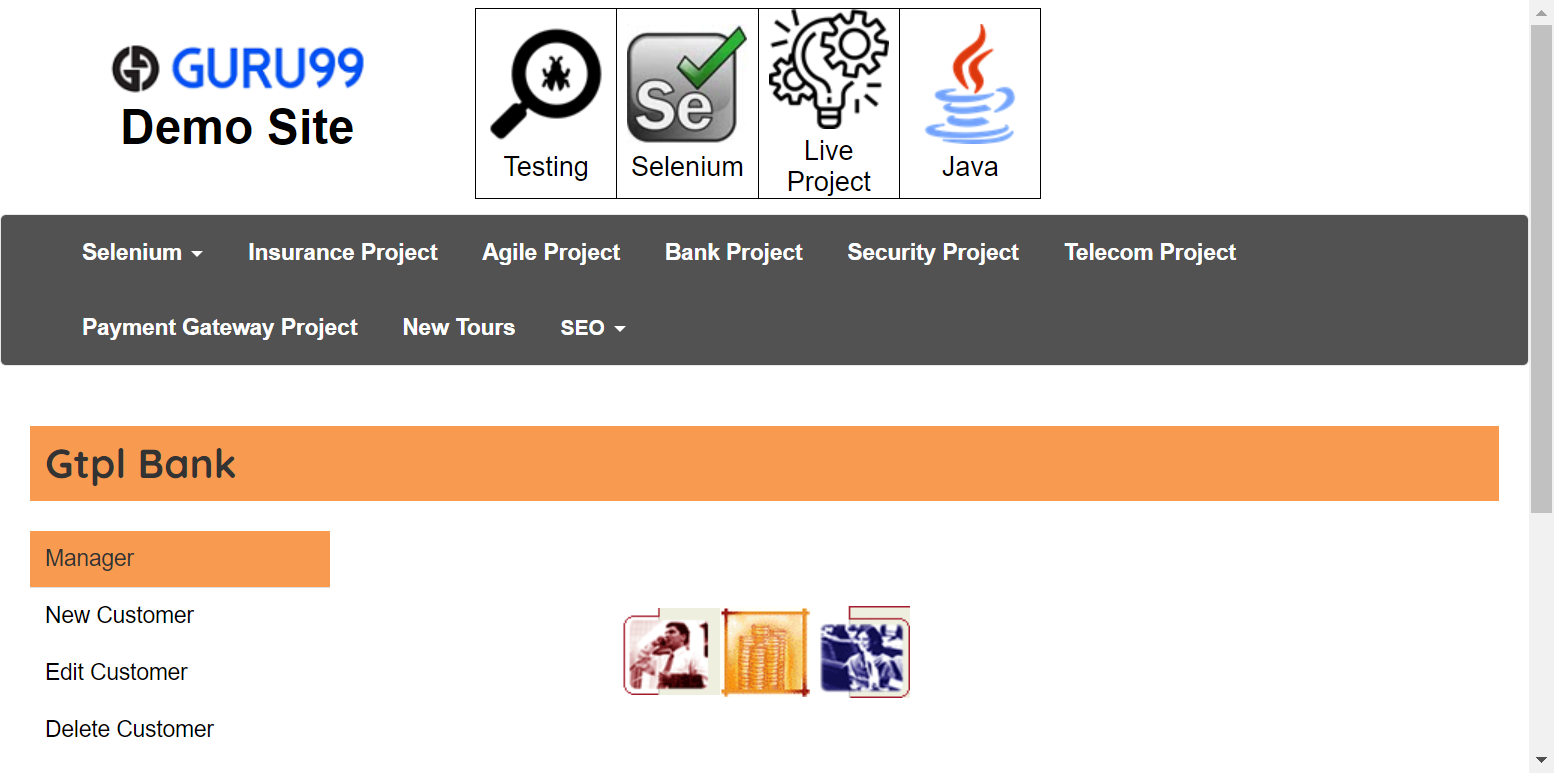 GURU99
Demo Site
Testing
Se
Selenium
Live
Project
Java
Selenium
Insurance Project
Agile Project
Bank Project
Security Project
Telecom Project
Payment Gateway Project
New Tours
SEO
Gtpl Bank
Manager
New Customer
Edit Customer
Delete Customer